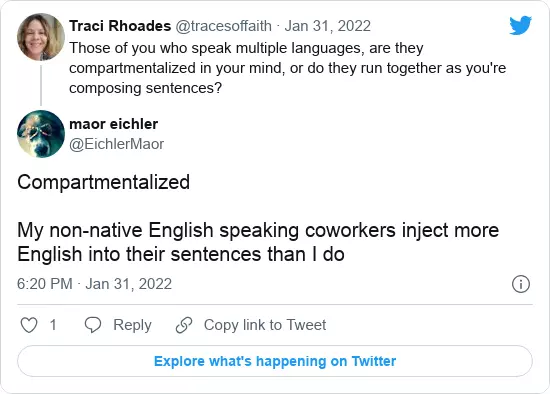 Traci Rhoades @tracesoffaith · Jan 31, 2022
Those of you who speak multiple languages, are they
compartmentalized in your mind, or do they run together as you're
composing sentences?
maor eichler
@EichlerMaor
Compartmentalized
My non-native English speaking coworkers inject more
English into their sentences than I do
6:20 PM · Jan 31, 2022
1 Reply Copy link to Tweet
Explore what's happening on Twitter